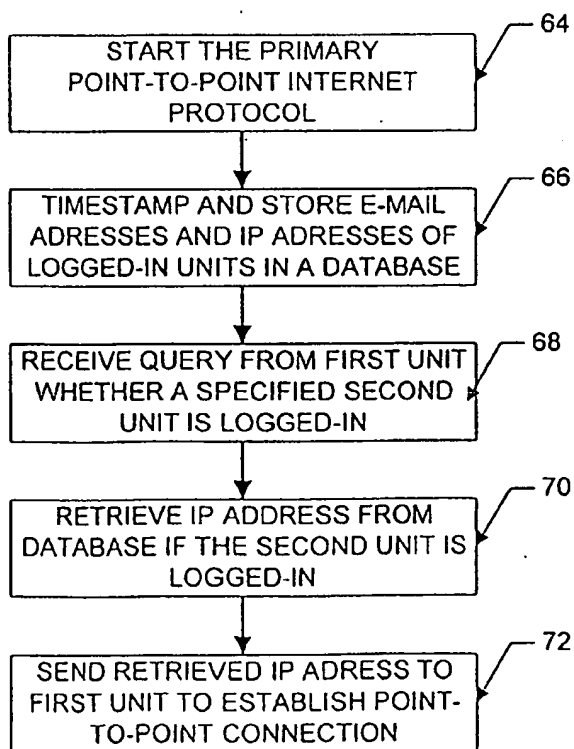 64
START THE PRIMARY
POINT-TO-POINT INTERNET
PROTOCOL
66
TIMESTAMP AND STORE E-MAIL
ADRESSES AND IP ADRESSES OF
LOGGED-IN UNITS IN A DATABASE
68
RECEIVE QUERY FROM FIRST UNIT
WHETHER A SPECIFIED SECOND
UNIT IS LOGGED-IN
70
RETRIEVE IP ADDRESS FROM
DATABASE IF THE SECOND UNIT IS
LOGGED-IN
72
SEND RETRIEVED IP ADRESS TO
FIRST UNIT TO ESTABLISH POINT-
TO-POINT CONNECTION